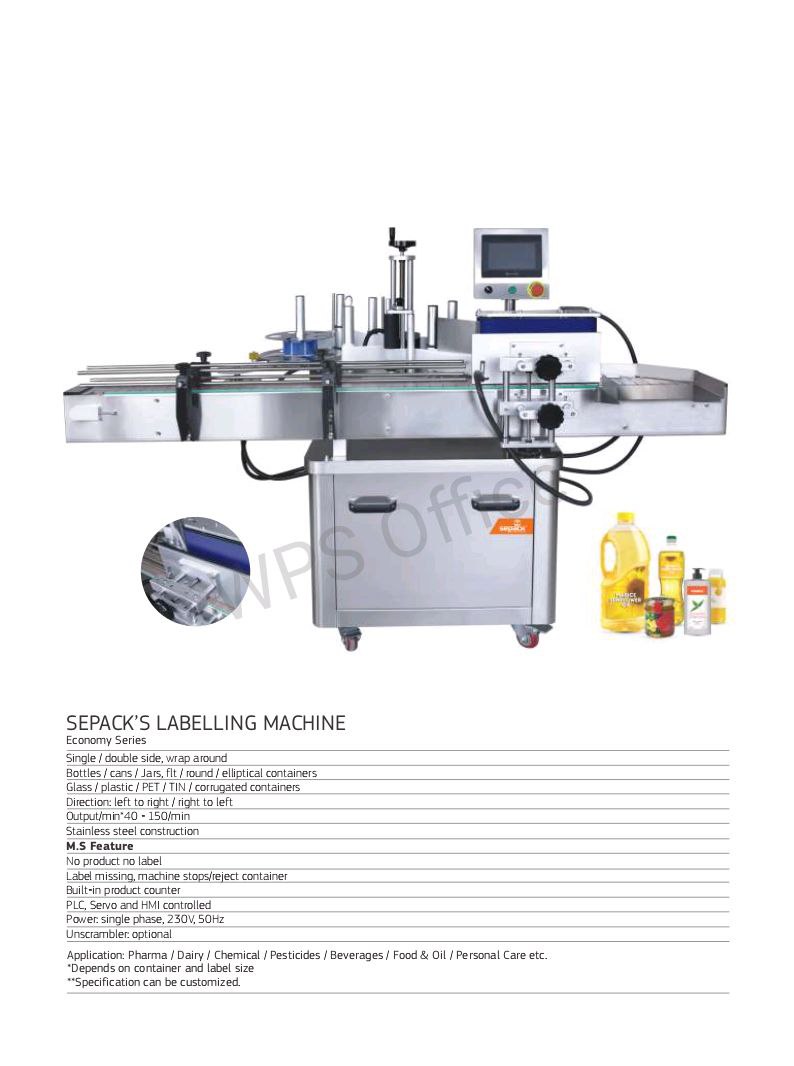 WPS Office
SEPACK
SEPACK'S LABELLING MACHINE
Economy Series
Single / double side, wrap around
Bottles / cans / Jars, flt / round / elliptical containers
Glass / plastic / PET / TIN / corrugated containers
Direction: left to right / right to left
Output/min*40 - 150/min
Stainless steel construction
M.S Feature
No product no label
Label missing, machine stops/reject container
Built-in product counter
PLC, Servo and HMI controlled
Power: single phase, 230V, 50Hz
Unscrambler: optional
Application: Pharma / Dairy / Chemical / Pesticides / Beverages / Food & Oil / Personal Care etc.
*Depends on container and label size
**Specification can be customized.